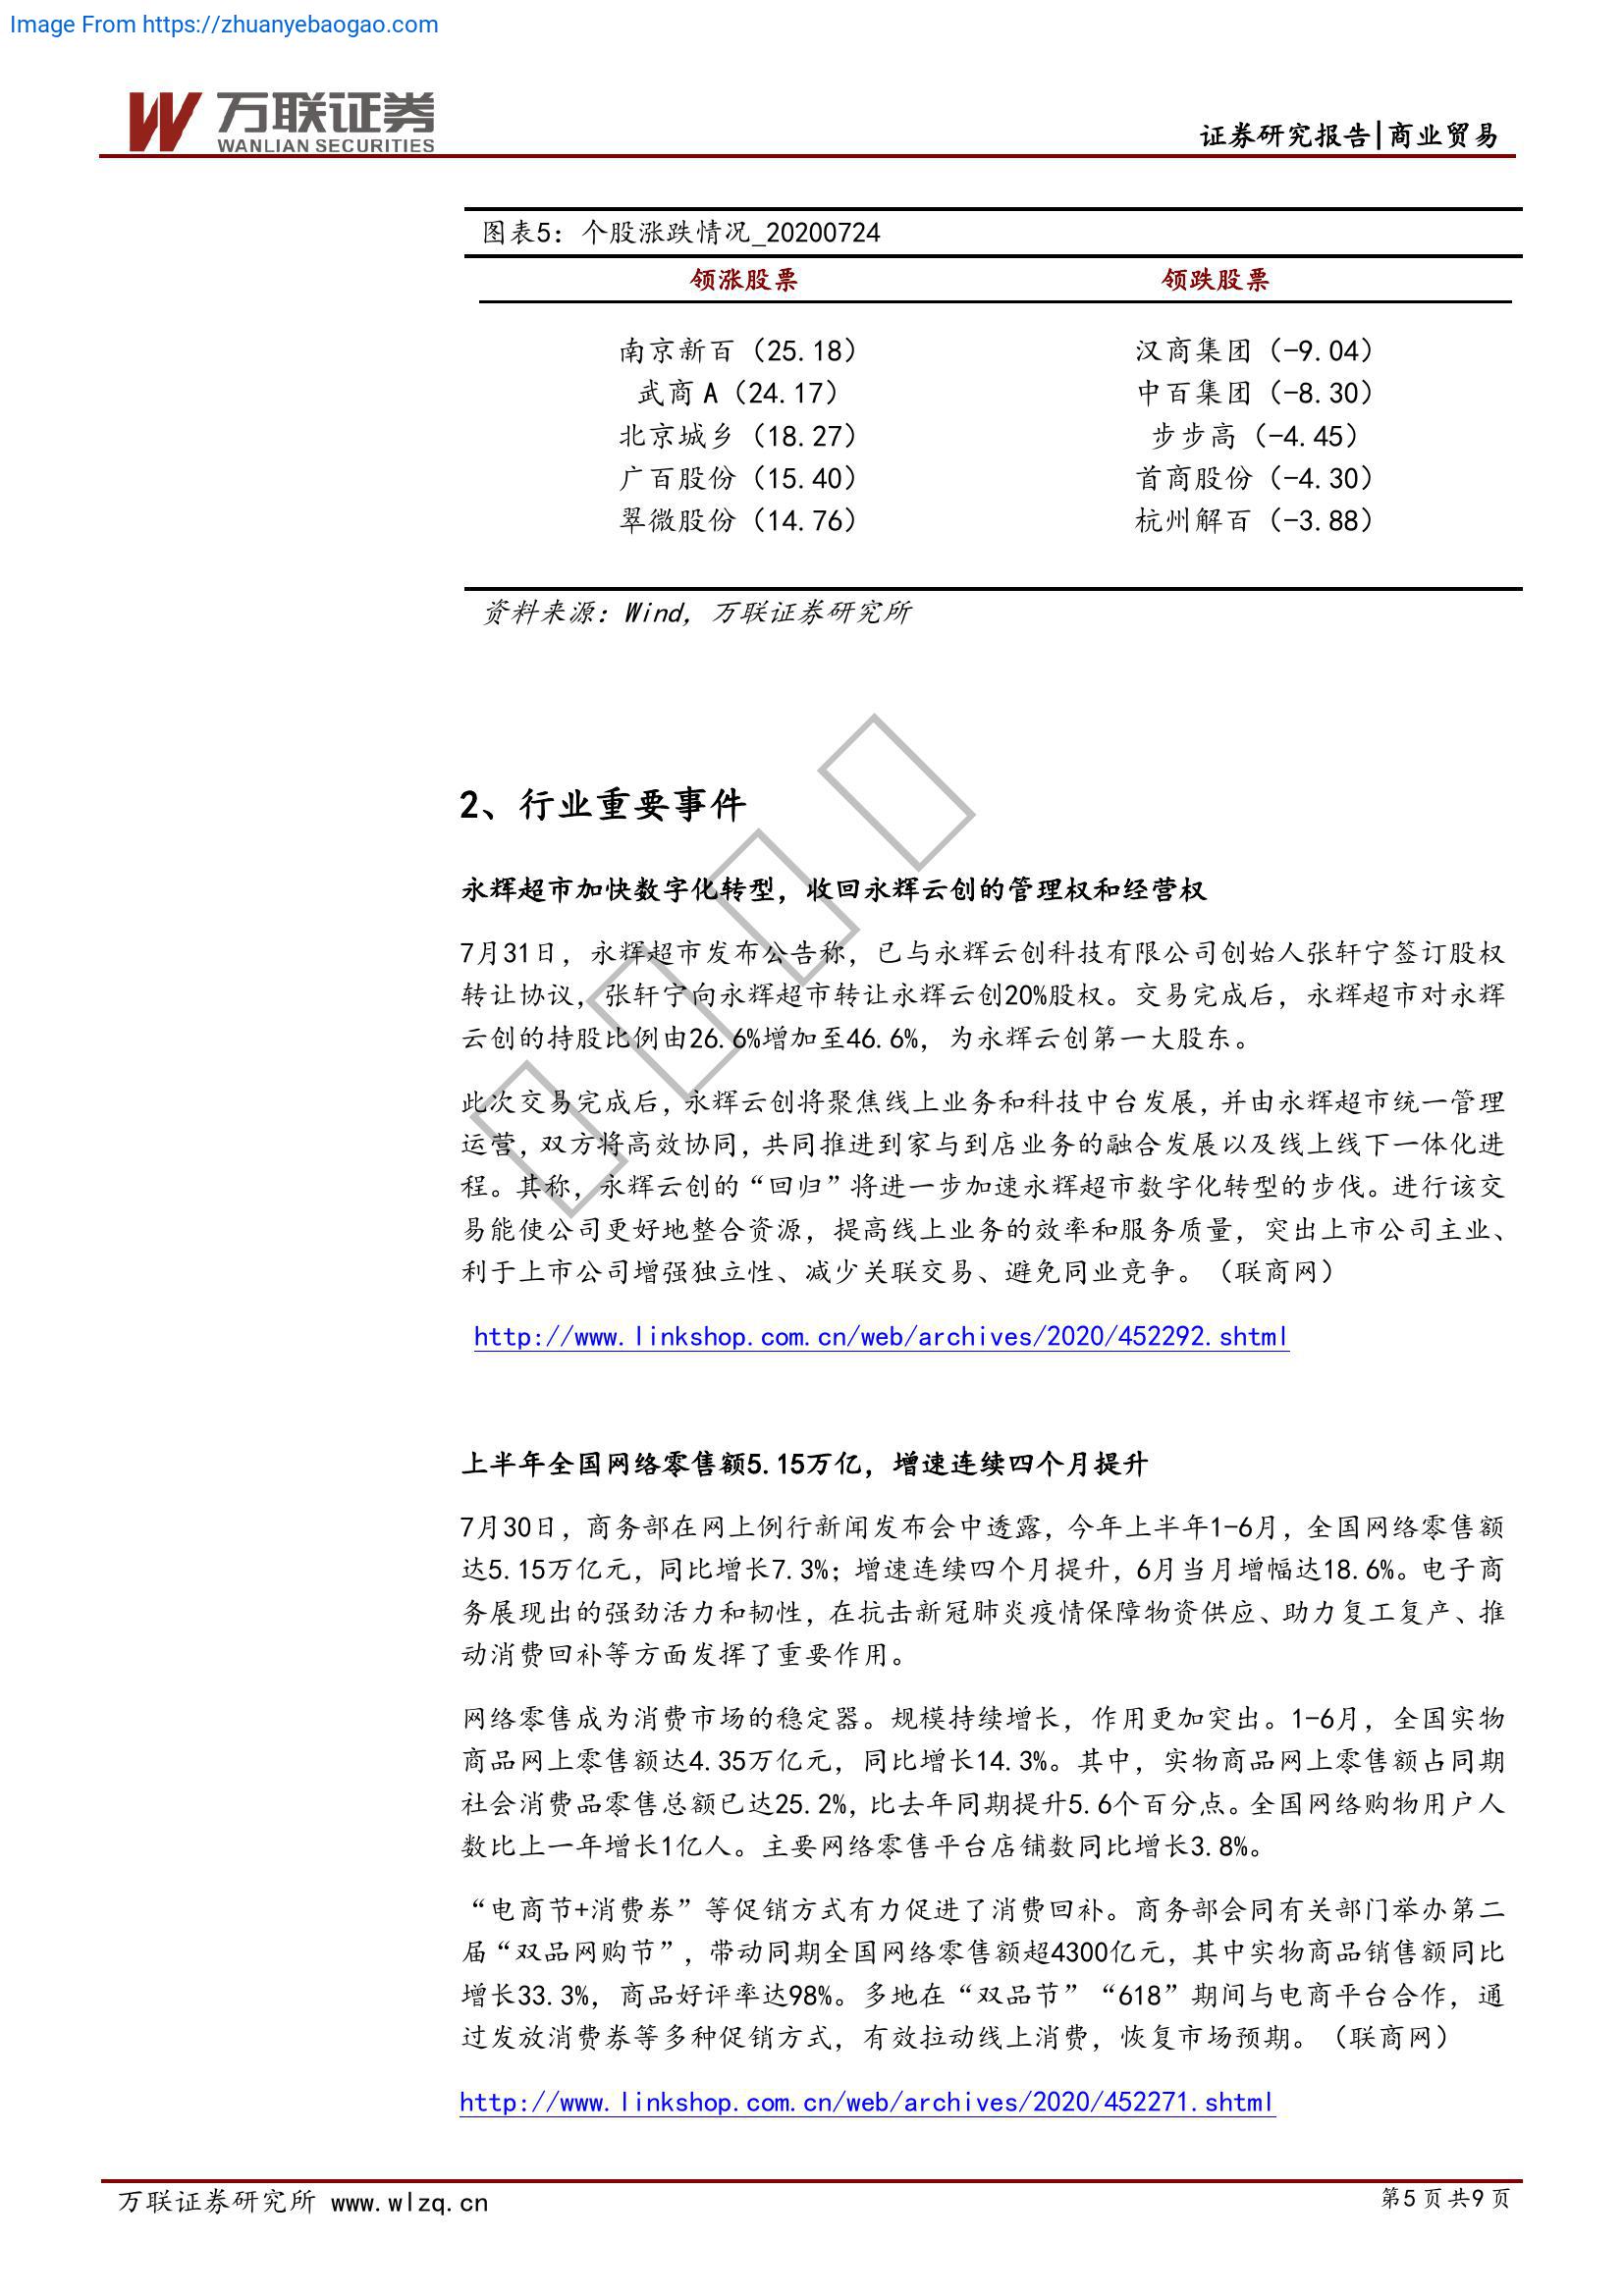 Image From https://zhuanyebaogao.com
万联证券
WANLIAN SECURITIES
证券研究报告|商业贸易
图表5：个股涨跌情况_20200724
领涨股票 领跌股票
南京新百（25.18） 汉商集团（-9.04）
武商 A（24.17） 中百集团（-8.30）
北京城乡（18.27） 步步高（-4.45）
广百股份（15.40） 首商股份（-4.30）
翠微股份（14.76） 杭州解百（-3.88）
资料来源：Wind，万联证券研究所
2、行业重要事件
永辉超市加快数字化转型，收回永辉云创的管理权和经营权
7月31日，永辉超市发布公告称，已与永辉云创科技有限公司创始人张轩宁签订股权
转让协议，张轩宁向永辉超市转让永辉云创20%股权。交易完成后，永辉超市对永辉
云创的持股比例由26.6%增加至46.6%，为永辉云创第一大股东。
此次交易完成后，永辉云创将聚焦线上业务和科技中台发展，并由永辉超市统一管理
运营，双方将高效协同，共同推进到家与到店业务的融合发展以及线上线下一体化进
程。其称，永辉云创的“回归”将进一步加速永辉超市数字化转型的步伐。进行该交
易能使公司更好地整合资源，提高线上业务的效率和服务质量，突出上市公司主业、
利于上市公司增强独立性、减少关联交易、避免同业竞争。（联商网）
http://www.linkshop.com.cn/web/archives/2020/452292.shtml
上半年全国网络零售额5.15万亿，增速连续四个月提升
7月30日，商务部在网上例行新闻发布会中透露，今年上半年1-6月，全国网络零售额
达5.15万亿元，同比增长7.3%；增速连续四个月提升，6月当月增幅达18.6%。电子商
务展现出的强劲活力和韧性，在抗击新冠肺炎疫情保障物资供应、助力复工复产、推
动消费回补等方面发挥了重要作用。
网络零售成为消费市场的稳定器。规模持续增长，作用更加突出。1-6月，全国实物
商品网上零售额达4.35万亿元，同比增长14.3%。其中，实物商品网上零售额占同期
社会消费品零售总额已达25.2%，比去年同期提升5.6个百分点。全国网络购物用户人
数比上一年增长1亿人。主要网络零售平台店铺数同比增长3.8%。
“电商节+消费券”等促销方式有力促进了消费回补。商务部会同有关部门举办第二
届“双品网购节”，带动同期全国网络零售额超4300亿元，其中实物商品销售额同比
增长33.3%，商品好评率达98%。多地在“双品节”“618”期间与电商平台合作，通
过发放消费券等多种促销方式，有效拉动线上消费，恢复市场预期。（联商网）
http://www.linkshop.com.cn/web/archives/2020/452271.shtml
万联证券研究所 www.wlzq.cn 第5页共9页